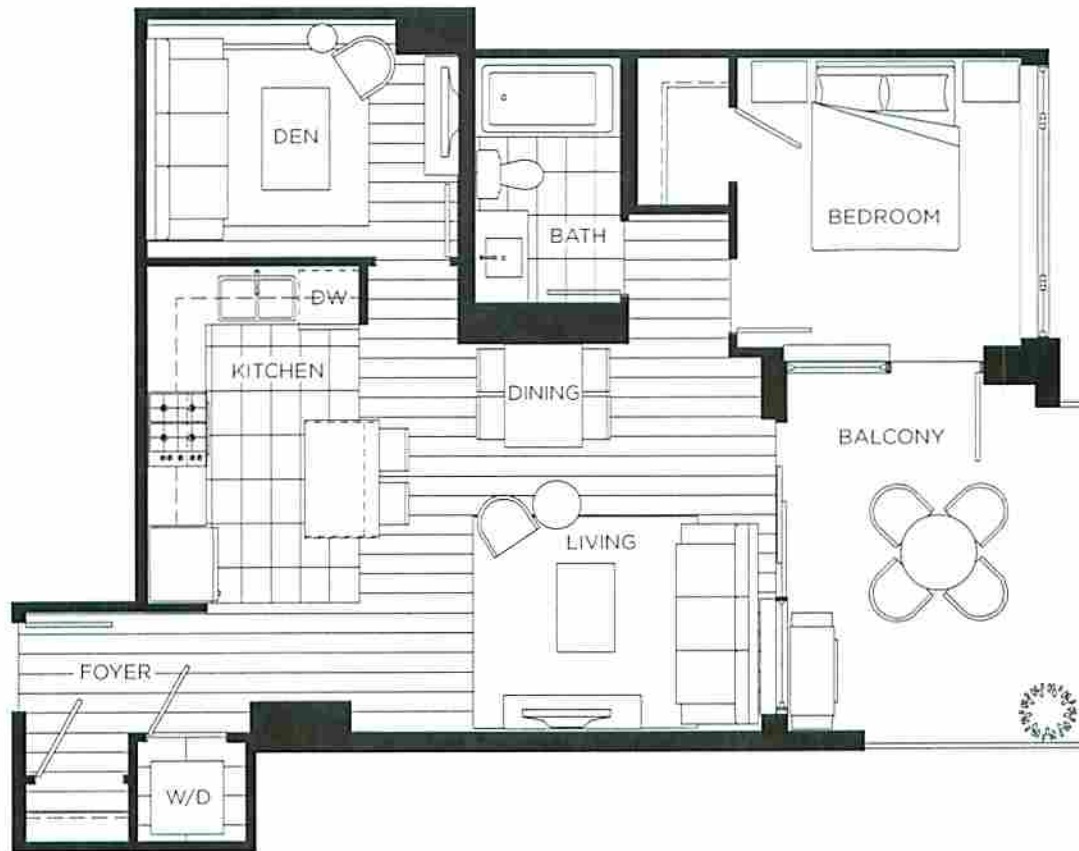 DEN
BATH
BEDROOM
DW
KITCHEN
DINING
BALCONY
LIVING
FOYER
W/D